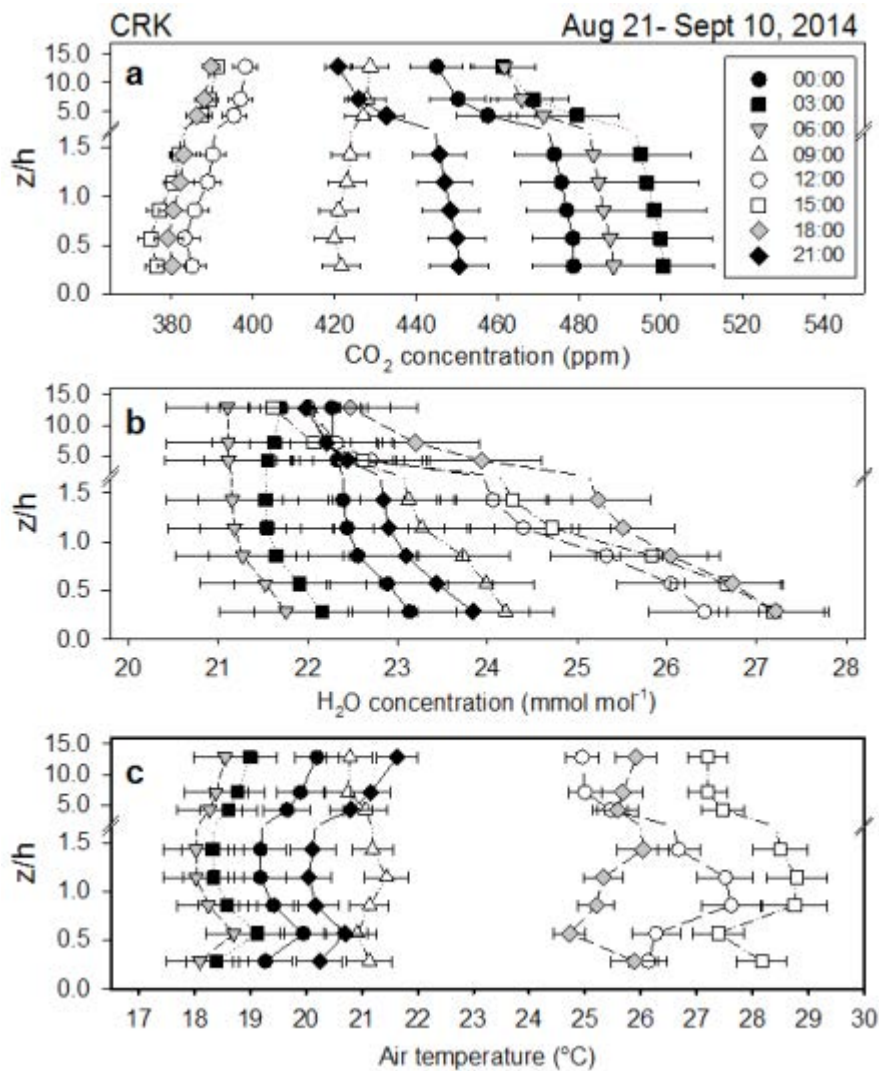 CRK Aug 21- Sept 10, 2014
a
15.0
10.0
5.0
1.5
1.0
0.5
0.0
z/h
00:00
03:00
06:00
09:00
12:00
15:00
18:00
21:00
380 400 420 440 460 480 500 520 540
CO2 concentration (ppm)
b
15.0
10.0
5.0
1.5
1.0
0.5
0.0
z/h
20 21 22 23 24 25 26 27 28
H2O concentration (mmol mol-1)
c
15.0
10.0
5.0
1.5
1.0
0.5
0.0
z/h
17 18 19 20 21 22 23 24 25 26 27 28 29 30
Air temperature (°C)